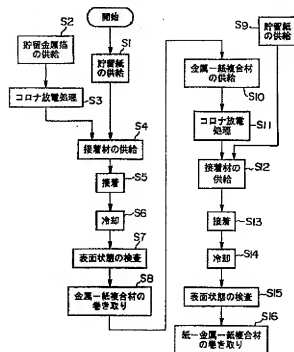 開始
S2
貯留金属箔
の供給
S1
貯留紙
の供給
コロナ放電処理
S3
S4
接着材の供給
S5
接着
S6
冷却
S7
表面状態の検査
S8
金属－紙複合材の
巻き取り
S9
貯留紙
の供給
金属－紙複合材
の供給
S10
コロナ放電
処理
S11
接着材の
供給
S12
接着
S13
冷却
S14
表面状態の検査
S15
S16
紙－金属－紙複合材の
巻き取り